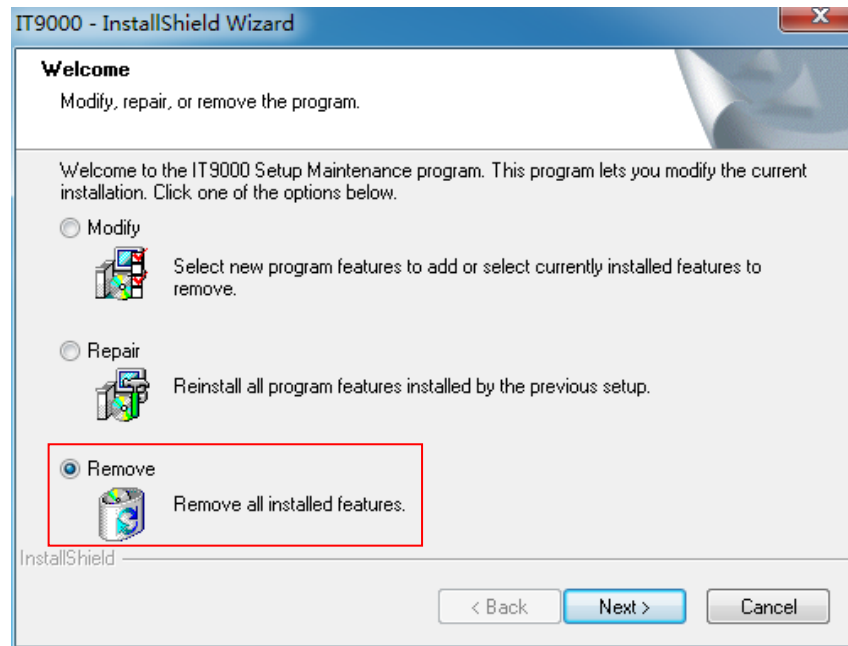 IT9000 - InstallShield Wizard
Welcome
Modify, repair, or remove the program.
Welcome to the IT9000 Setup Maintenance program. This program lets you modify the current
installation. Click one of the options below.
Modify
Select new program features to add or select currently installed features to
remove.
Repair
Reinstall all program features installed by the previous setup.
Remove
Remove all installed features.
InstallShield
< Back
Next >
Cancel